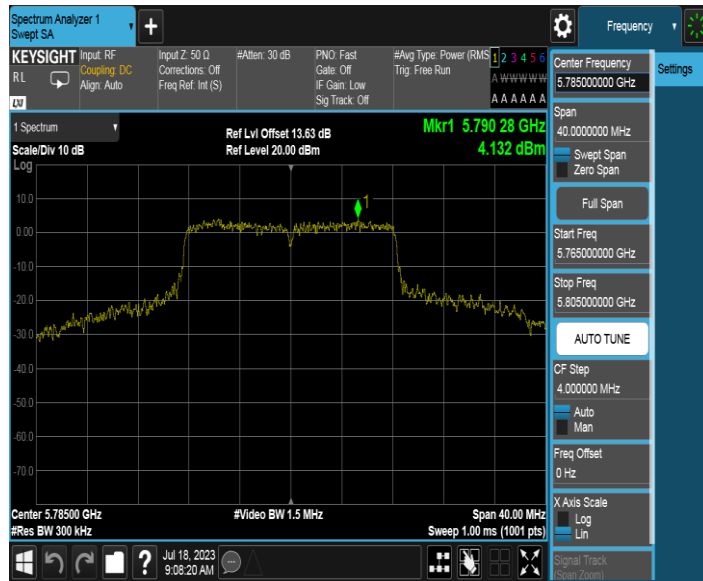 Spectrum Analyzer 1
Swept SA
+
Frequency
KEYSIGHT
RL
LXI
Input: RF
Coupling: DC
Align: Auto
Input Z: 50 Ω
Corrections: Off
Freq Ref: Int (S)
#Atten: 30 dB
PNO: Fast
Gate: Off
IF Gain: Low
Sig Track: Off
#Avg Type: Power (RMS
Trig: Free Run
1 2 3 4 5 6
A W W W W W
A A A A A A
1 Spectrum
Scale/Div 10 dB
Ref Lvl Offset 13.63 dB
Ref Level 20.00 dBm
Mkr1 5.790 28 GHz
4.132 dBm
Log
10.0
0.00
-10.0
-20.0
-30.0
-40.0
-50.0
-60.0
-70.0
1
Center 5.78500 GHz
#Res BW 300 kHz
#Video BW 1.5 MHz
Span 40.00 MHz
Sweep 1.00 ms (1001 pts)
Center Frequency
5.785000000 GHz
Settings
Span
40.0000000 MHz
Swept Span
Zero Span
Full Span
Start Freq
5.765000000 GHz
Stop Freq
5.805000000 GHz
AUTO TUNE
CF Step
4.000000 MHz
Auto
Man
Freq Offset
0 Hz
X Axis Scale
Log
Lin
Signal Track
(Span Zoom)
?
Jul 18, 2023
9:08:20 AM